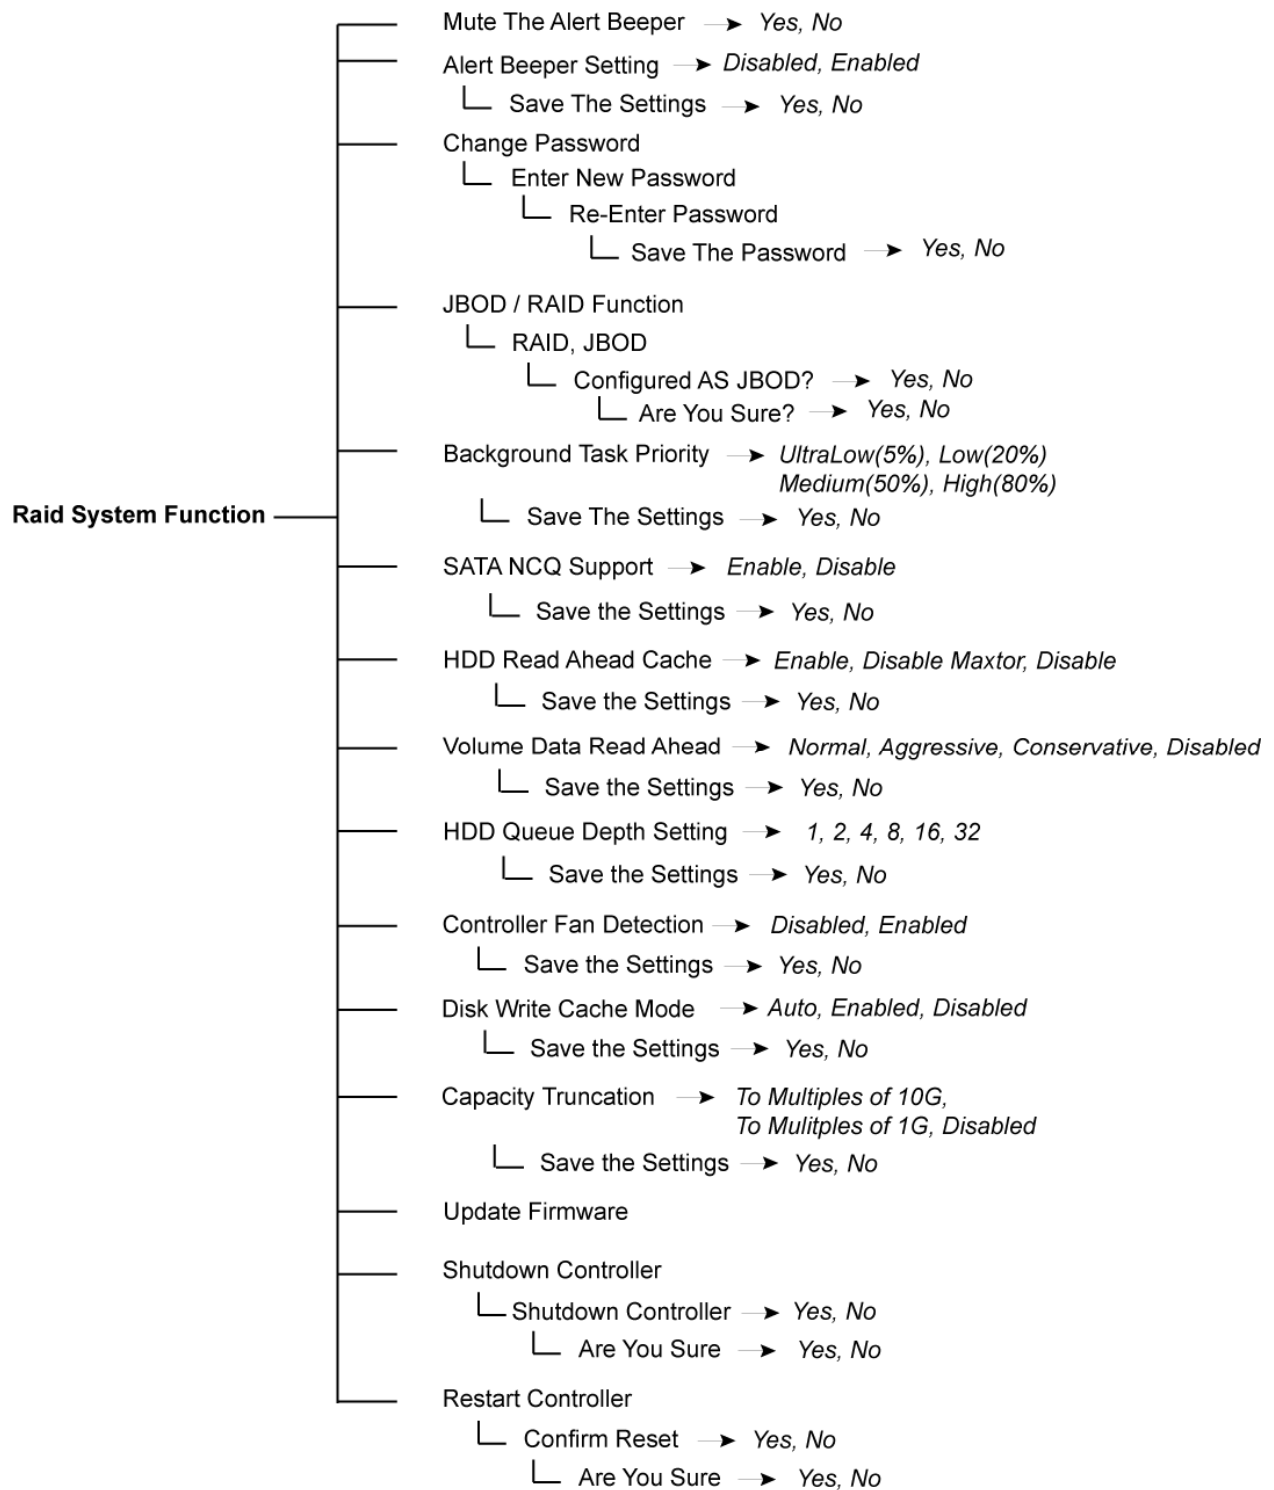 Mute The Alert Beeper Yes, No
Alert Beeper Setting Disabled, Enabled
Save The Settings Yes, No
Change Password
Enter New Password
Re-Enter Password
Save The Password Yes, No
JBOD / RAID Function
RAID, JBOD
Configured AS JBOD? Yes, No
Are You Sure? Yes, No
Background Task Priority UltraLow(5%), Low(20%)
Medium(50%), High(80%)
Raid System Function
Save The Settings Yes, No
SATA NCQ Support Enable, Disable
Save the Settings Yes, No
HDD Read Ahead Cache Enable, Disable Maxtor, Disable
Save the Settings Yes, No
Volume Data Read Ahead Normal, Aggressive, Conservative, Disabled
Save the Settings Yes, No
HDD Queue Depth Setting 1, 2, 4, 8, 16, 32
Save the Settings Yes, No
Controller Fan Detection Disabled, Enabled
Save the Settings Yes, No
Disk Write Cache Mode Auto, Enabled, Disabled
Save the Settings Yes, No
Capacity Truncation To Multiples of 10G,
To Mulitples of 1G, Disabled
Save the Settings Yes, No
Update Firmware
Shutdown Controller
Shutdown Controller Yes, No
Are You Sure Yes, No
Restart Controller
Confirm Reset Yes, No
Are You Sure Yes, No